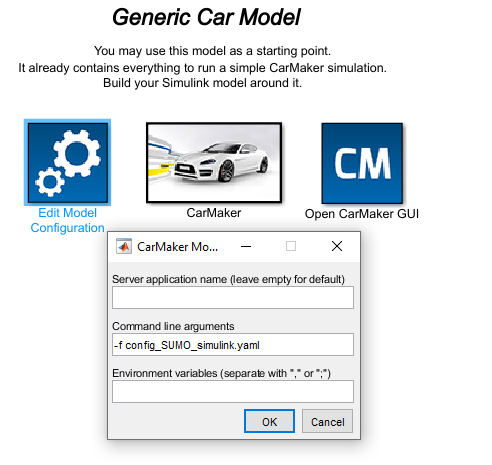 Generic Car Model
You may use this model as a starting point.
It already contains everything to run a simple CarMaker simulation.
Build your Simulink model around it.
CM
Edit Model
Configuration
CarMaker
Open CarMaker GUI
CarMaker Mo...
Server application name (leave empty for default)
Command line arguments
-f config_SUMO_simulink.yaml
Environment variables (separate with "," or ";")
OK
Cancel